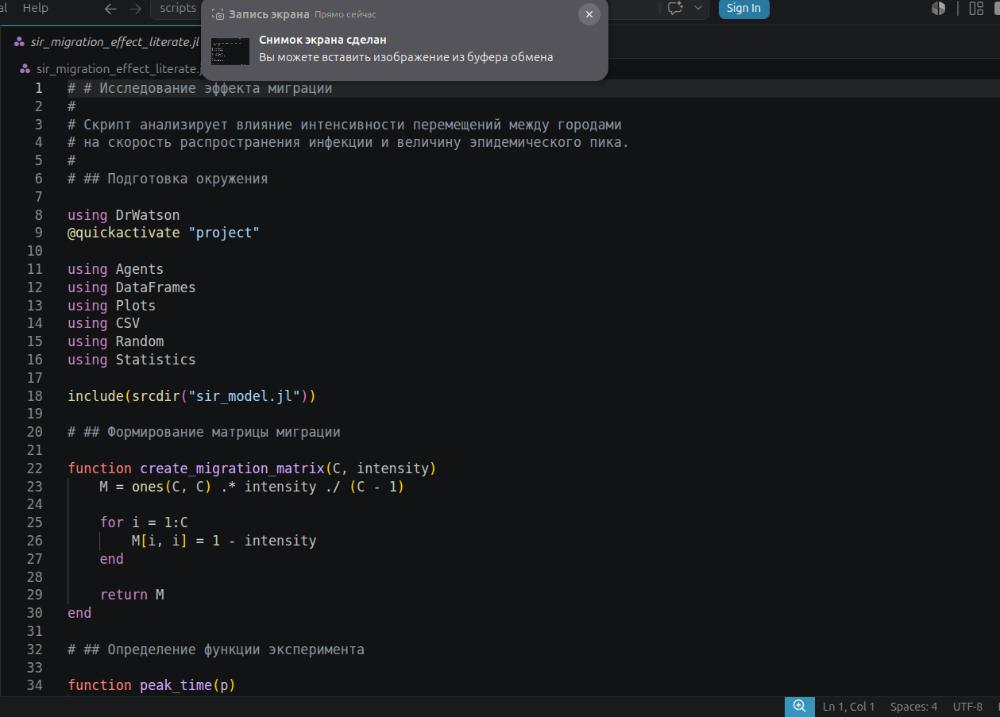 Help
scripts
Sign In
Запись экрана Прямо сейчас
Снимок экрана сделан
Вы можете вставить изображение из буфера обмена
sir_migration_effect_literate.jl
sir_migration_effect_literate.
1 # # Исследование эффекта миграции
2 #
3 # Скрипт анализирует влияние интенсивности перемещений между городами
4 # на скорость распространения инфекции и величину эпидемического пика.
5 #
6 # ## Подготовка окружения
7
8 using DrWatson
9 @quickactivate "project"
10
11 using Agents
12 using DataFrames
13 using Plots
14 using CSV
15 using Random
16 using Statistics
17
18 include(srcdir("sir_model.jl"))
19
20 # ## Формирование матрицы миграции
21
22 function create_migration_matrix(C, intensity)
23     M = ones(C, C) .* intensity ./ (C - 1)
24
25     for i = 1:C
26         M[i, i] = 1 - intensity
27     end
28
29     return M
30 end
31
32 # ## Определение функции эксперимента
33
34 function peak_time(p)
Ln 1, Col 1 Spaces: 4 UTF-8